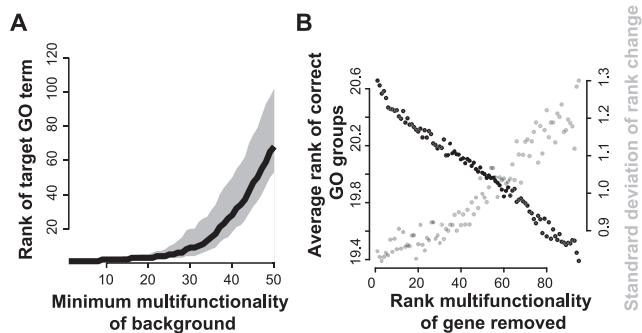 A
Rank of target GO term
120
100
80
60
40
20
10
20
30
40
50
Minimum multifunctionality
of background
B
Average rank of correct
GO groups
20.6
20.2
19.8
19.4
1.3
1.2
1.1
1.0
0.9
Standrard deviation of rank change
0
20
40
60
80
Rank multifunctionality
of gene removed